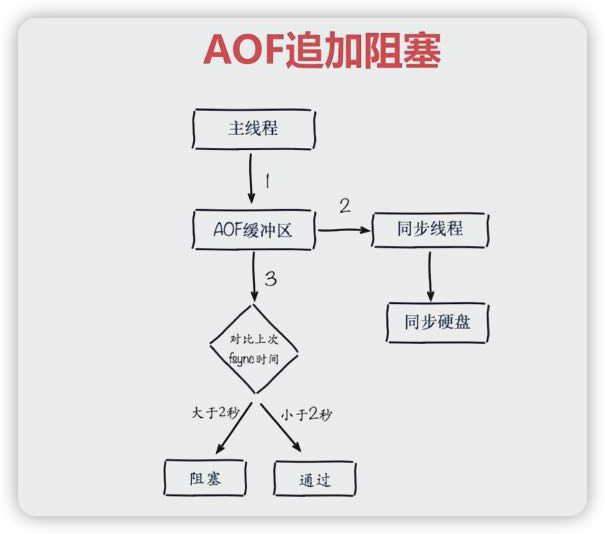 AOF追加阻塞
主线程
1
AOF缓冲区
2
同步线程
3
同步硬盘
对比上次
fsync时间
大于2秒
小于2秒
阻塞
通过